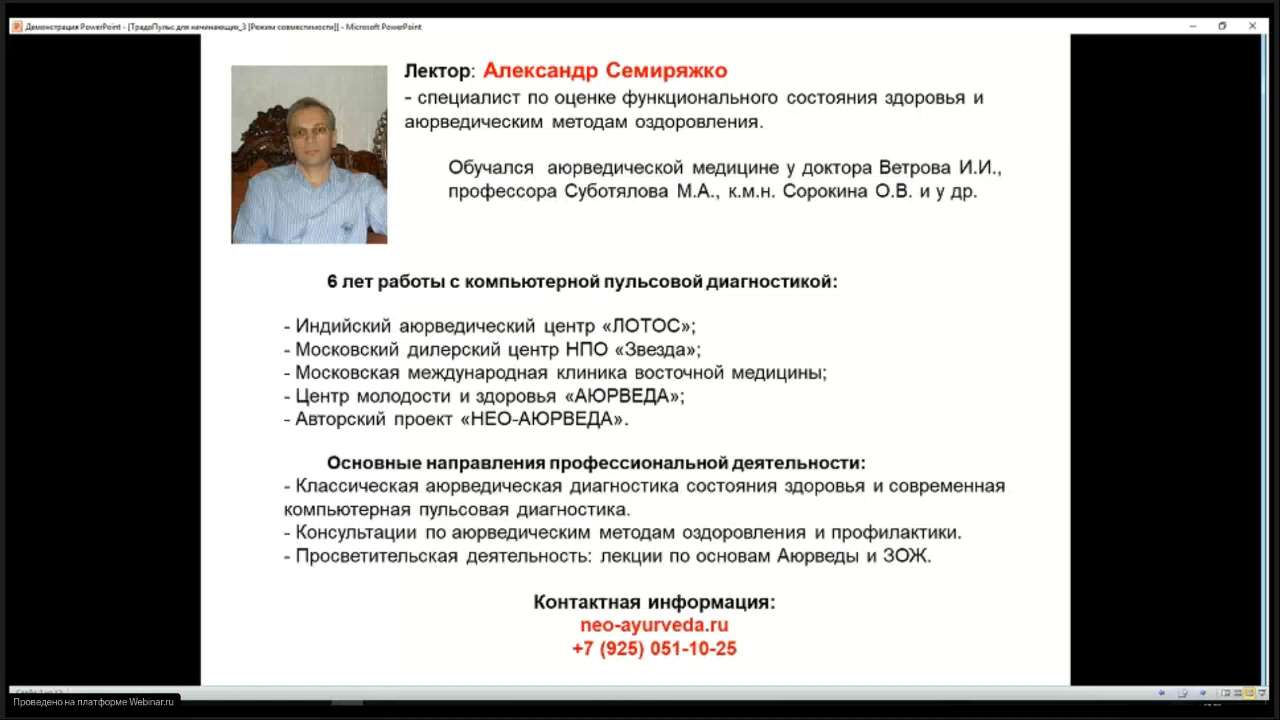 Демонстрация PowerPoint - [ТрадоПульс для начинающих_3 [Режим совместимости]] - Microsoft PowerPoint
Лектор: Александр Семиряжко
- специалист по оценке функционального состояния здоровья и
аюрведическим методам оздоровления.
Обучался аюрведической медицине у доктора Ветрова И.И.,
профессора Суботялова М.А., к.м.н. Сорокина О.В. и у др.
6 лет работы с компьютерной пульсовой диагностикой:
- Индийский аюрведический центр «ЛОТОС»;
- Московский дилерский центр НПО «Звезда»;
- Московская международная клиника восточной медицины;
- Центр молодости и здоровья «АЮРВЕДА»;
- Авторский проект «НЕО-АЮРВЕДА».
Основные направления профессиональной деятельности:
- Классическая аюрведическая диагностика состояния здоровья и современная
компьютерная пульсовая диагностика.
- Консультации по аюрведическим методам оздоровления и профилактики.
- Просветительская деятельность: лекции по основам Аюрведы и ЗОЖ.
Контактная информация:
neo-ayurveda.ru
+7 (925) 051-10-25
Проведено на платформе Webinar.ru